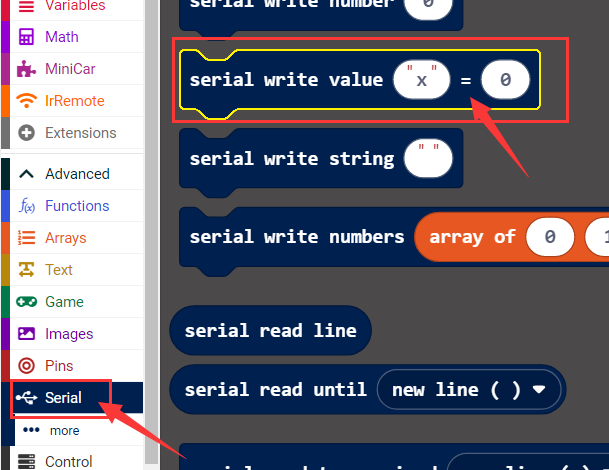 Variables
Math
MiniCar
IrRemote
Extensions
Advanced
Functions
Arrays
Text
Game
Images
Pins
Serial
more
Control
serial write number 0
serial write value "x" = 0
serial write string " "
serial write numbers array of 0 1
serial read line
serial read until new line ( )